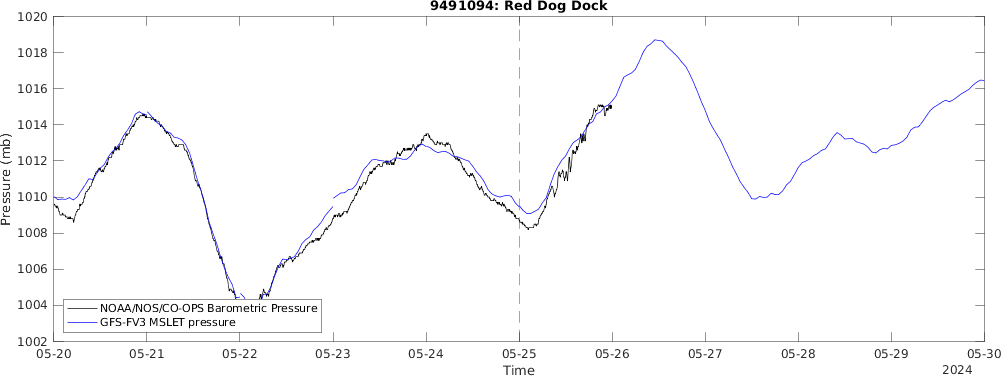 9491094: Red Dog Dock
1020
1018
1016
1014
1012
1010
1008
1006
1004
1002
Pressure (mb)
NOAA/NOS/CO-OPS Barometric Pressure
GFS-FV3 MSLET pressure
05-20 05-21 05-22 05-23 05-24 05-25 05-26 05-27 05-28 05-29 05-30
Time 2024